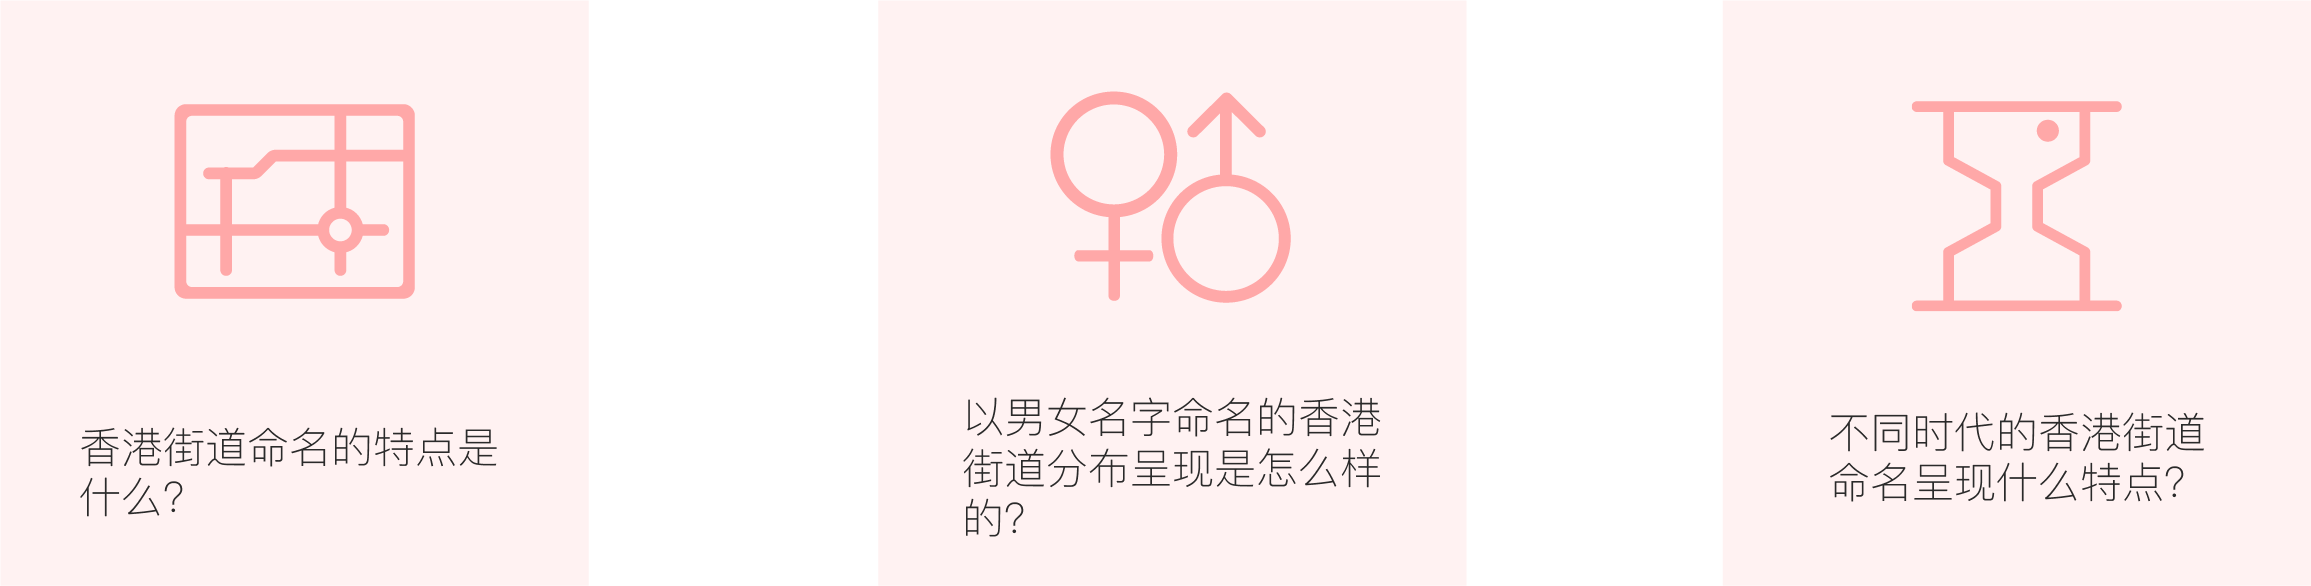 香港街道命名的特点是
什么？
以男女名字命名的香港
街道分布呈现是怎么样
的？
不同时代的香港街道
命名呈现什么特点？